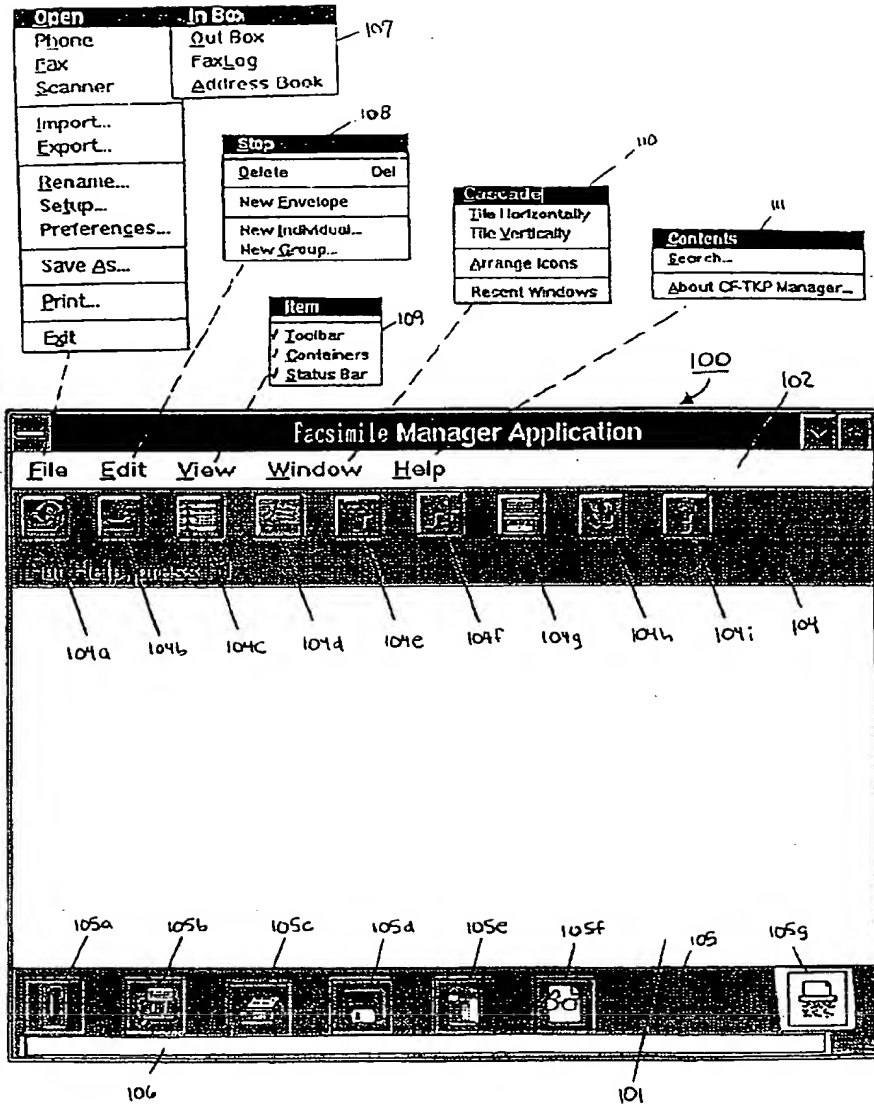 Open
Phone
Fax
Scanner
Import...
Export...
Rename...
Setup...
Preferences...
Save As...
Print...
Exit
In Box
Out Box
FaxLog
Address Book
107
108
Stop
Delete Del
New Envelope
New Individual...
New Group...
Item
Toolbar
Containers
Status Bar
109
110
Cascade
Tile Horizontally
Tile Vertically
Arrange Icons
Recent Windows
111
Contents
Search...
About CF-TKP Manager...
100
102
Facsimile Manager Application
File Edit View Window Help
For Help, press F1
104a 104b 104c 104d 104e 104f 104g 104h 104i 104
105a 105b 105c 105d 105e 105f 105 105g
106 101